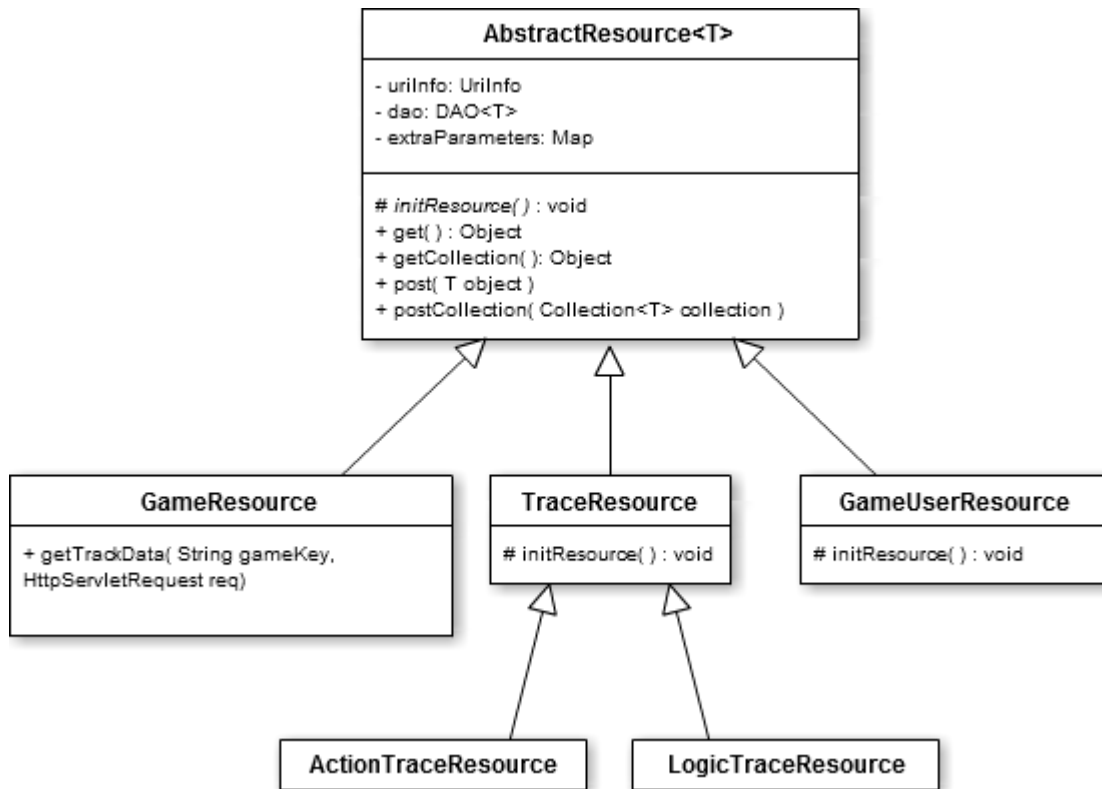 AbstractResource<T>
- uriInfo: UriInfo
- dao: DAO<T>
- extraParameters: Map
# initResource( ) : void
+ get( ) : Object
+ getCollection( ): Object
+ post( T object )
+ postCollection( Collection<T> collection )
GameResource
+ getTrackData( String gameKey,
HttpServletRequest req)
TraceResource
# initResource( ) : void
GameUserResource
# initResource( ) : void
ActionTraceResource
LogicTraceResource